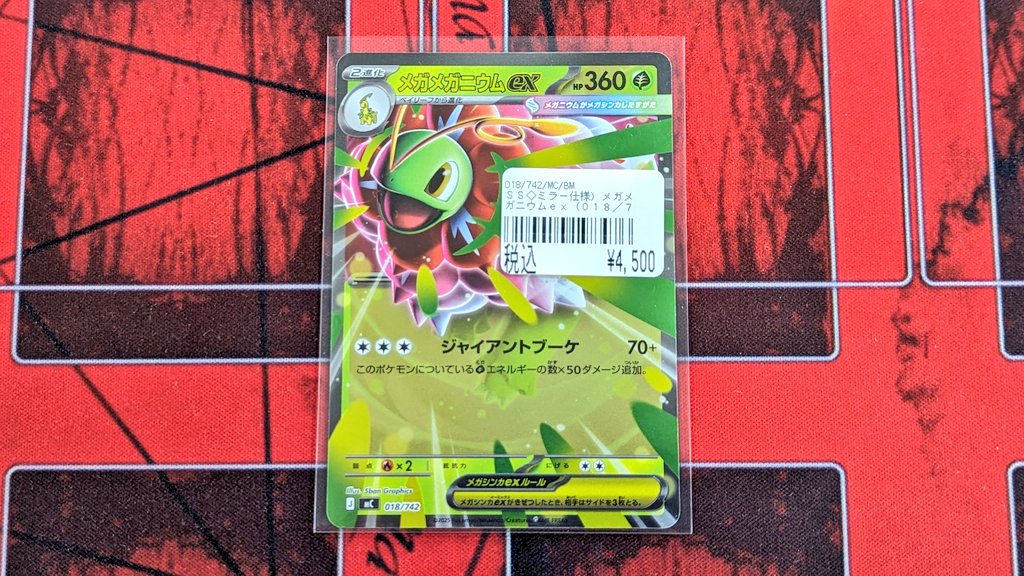 2進化
メガメガニウムex
HP360
ベイリーフから進化
メガニウムがメガシンカしたすがた
018/742/MC/BM
SS◇ミラー仕様) メガメ
ガニウムex (018/7
税込 ¥4,500
ジャイアントブーケ 70+
このポケモンについているエネルギーの数×50ダメージ追加。
弱点 ×2 抵抗力 にげる
メガシンカexルール
メガシンカexがきぜつしたとき、相手はサイドを3枚とる。
Illus. 5ban Graphics
J MC 018/742